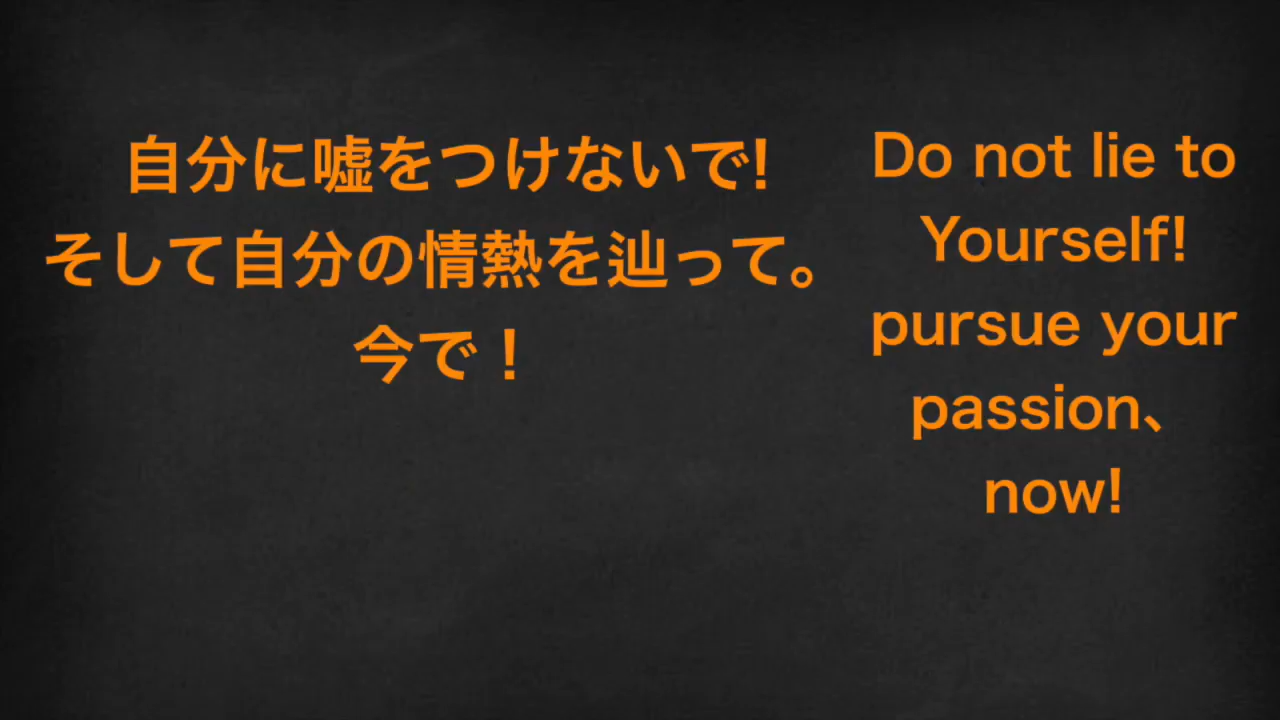 自分に嘘をつけないで!
そして自分の情熱を辿って。
今で！
Do not lie to
Yourself!
pursue your
passion、
now!